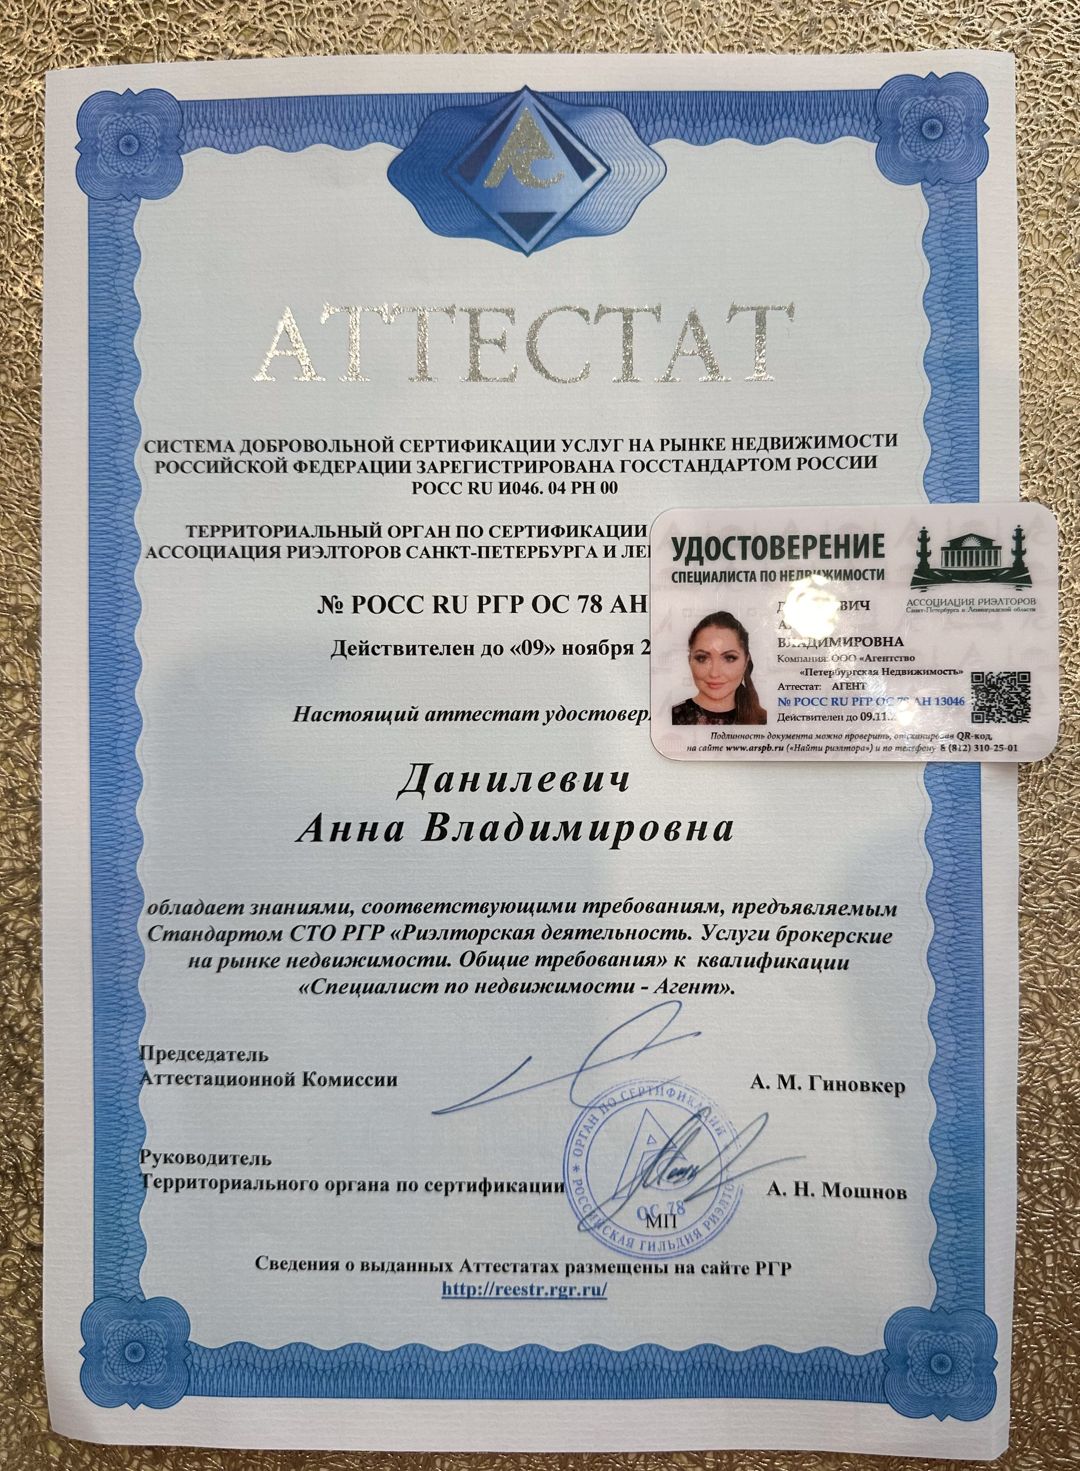 АТТЕСТАТ
СИСТЕМА ДОБРОВОЛЬНОЙ СЕРТИФИКАЦИИ УСЛУГ НА РЫНКЕ НЕДВИЖИМОСТИ
РОССИЙСКОЙ ФЕДЕРАЦИИ ЗАРЕГИСТРИРОВАНА ГОССТАНДАРТОМ РОССИИ
РОСС RU И046. 04 РН 00
ТЕРРИТОРИАЛЬНЫЙ ОРГАН ПО СЕРТИФИКАЦИИ
АССОЦИАЦИЯ РИЭЛТОРОВ САНКТ-ПЕТЕРБУРГА И
№ РОСС RU РГР ОС 78 АН
Действителен до «09» ноября 2
Настоящий аттестат
УДОСТОВЕРЕНИЕ
СПЕЦИАЛИСТА ПО НЕДВИЖИМОСТИ
АССОЦИАЦИЯ РИЭЛТОРОВ
Санкт-Петербурга и Ленинградской области
ВЛАДИМИРОВНА
Компания: ООО «Агентство
«Петербургская Недвижимость»
Аттестат: АГЕНТ
№ РОСС RU РГР ОС 78 АН 13046
Действителен до 09.11.
Подлинность документа можно проверить, отсканировав QR-код,
на сайте www.arspb.ru («Найти риэлтора») и по телефону 8 (812) 310-25-01
Данилевич
Анна Владимировна
обладает знаниями, соответствующими требованиям, предъявляемым
Стандартом СТО РГР «Риэлторская деятельность. Услуги брокерские
на рынке недвижимости. Общие требования» к квалификации
«Специалист по недвижимости - Агент».
Председатель
Аттестационной Комиссии
А. М. Гиновкер
Руководитель
Территориального органа по сертификации
А. Н. Мошнов
ОРГАН ПО СЕРТИФИКАЦИИ
РОССИЙСКАЯ ГИЛЬДИЯ
ОС 78
МП
Сведения о выданных Аттестатах размещены на сайте РГР
http://reestr.rgr.ru/